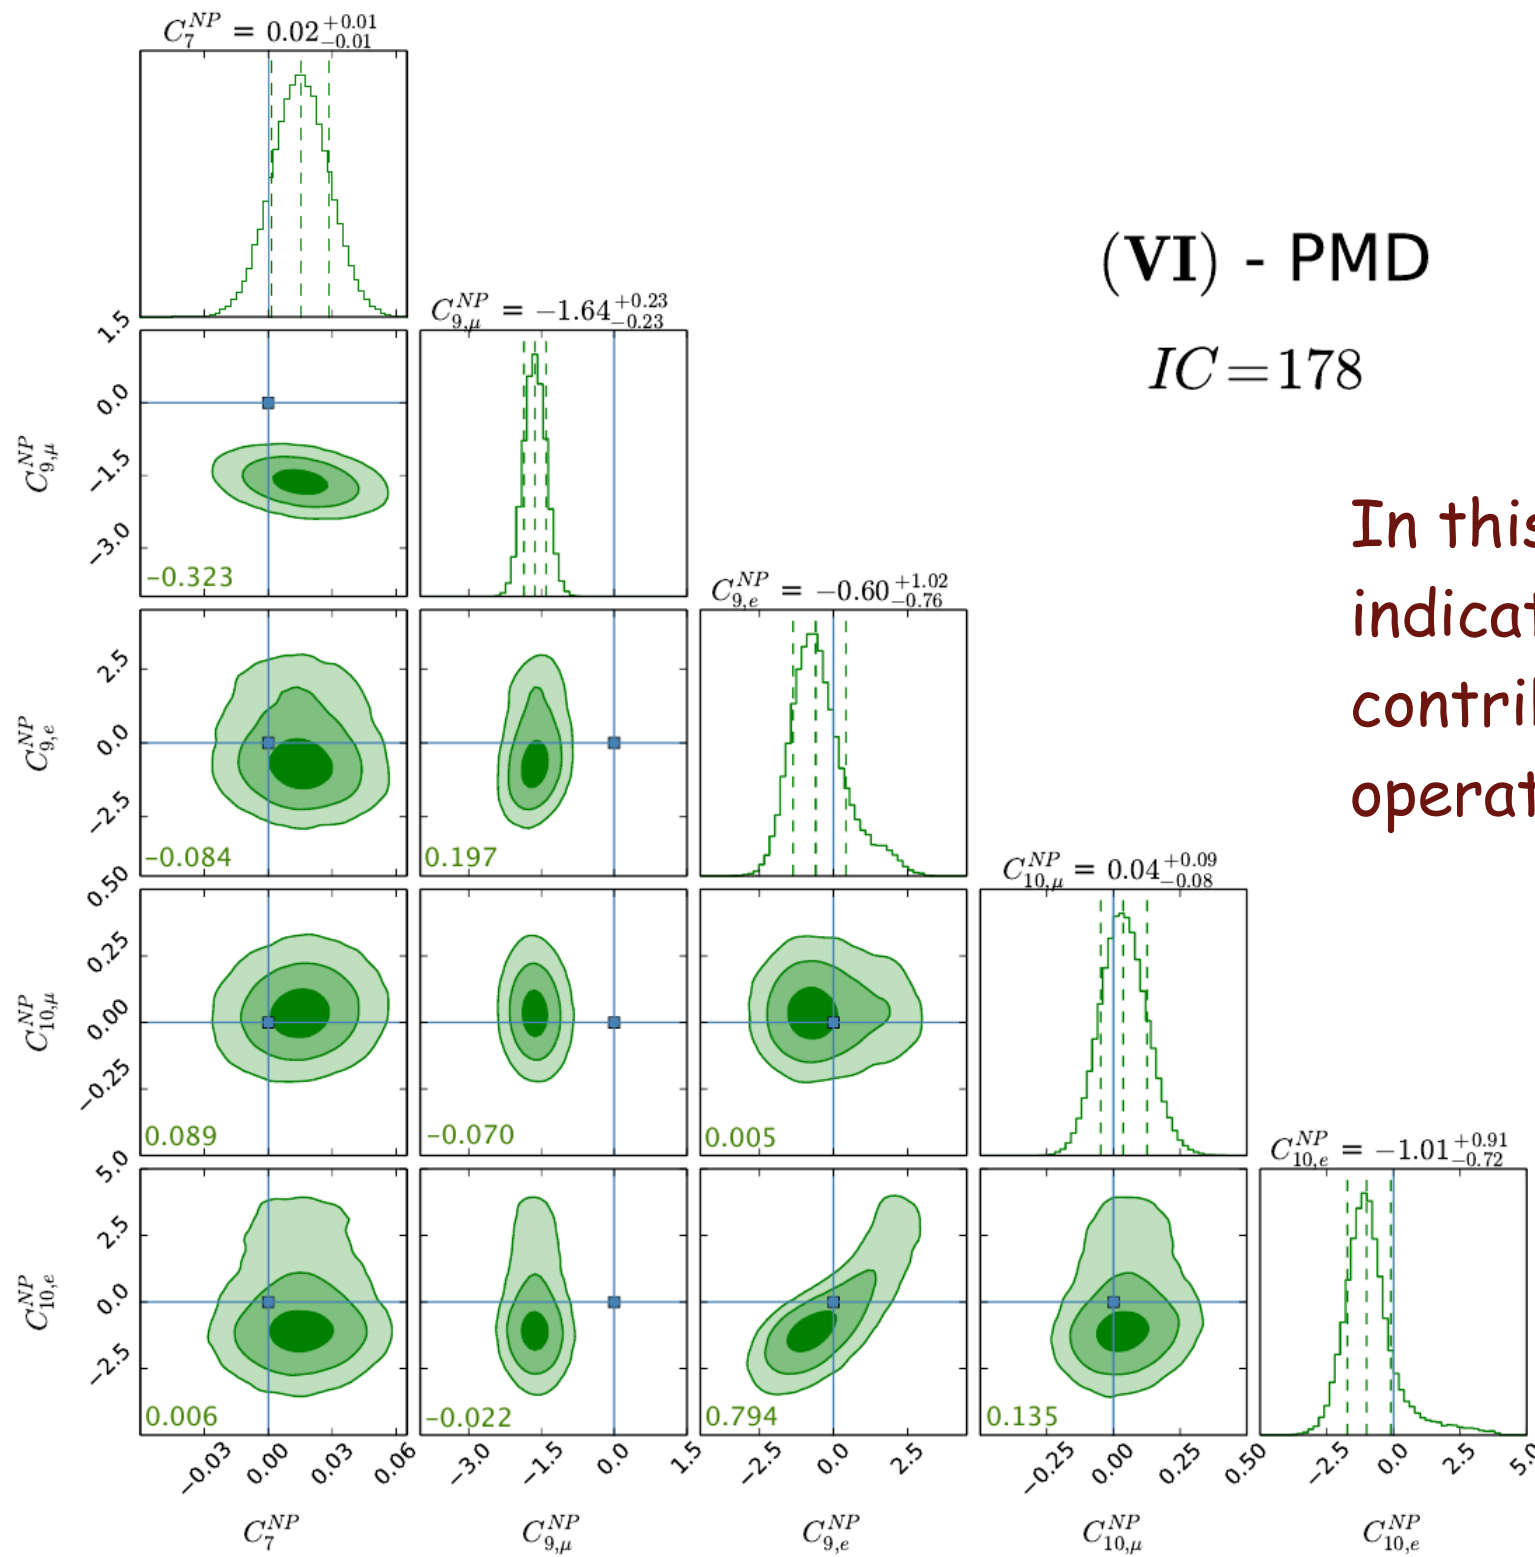 C_7^{NP} = 0.02^{+0.01}_{-0.01}
1.5
0.0
−1.5
−3.0
C_{9,μ}^{NP}
−0.323
C_{9,μ}^{NP} = −1.64^{+0.23}_{-0.23}
(VI) - PMD
IC = 178
In this
indicat
contri
operat
2.5
0.0
−2.5
C_{9,e}^{NP}
−0.084
0.197
C_{9,e}^{NP} = −0.60^{+1.02}_{-0.76}
0.50
0.25
0.00
−0.25
C_{10,μ}^{NP}
0.089
−0.070
0.005
C_{10,μ}^{NP} = 0.04^{+0.09}_{-0.08}
5.0
2.5
0.0
−2.5
C_{10,e}^{NP}
0.006
−0.022
0.794
0.135
C_{10,e}^{NP} = −1.01^{+0.91}_{-0.72}
−0.03 0.00 0.03 0.06 −3.0 −1.5 0.0 1.5 −2.5 0.0 2.5 −0.25 0.00 0.25 0.50 −2.5 0.0 2.5 5.0
C_7^{NP} C_{9,μ}^{NP} C_{9,e}^{NP} C_{10,μ}^{NP} C_{10,e}^{NP}